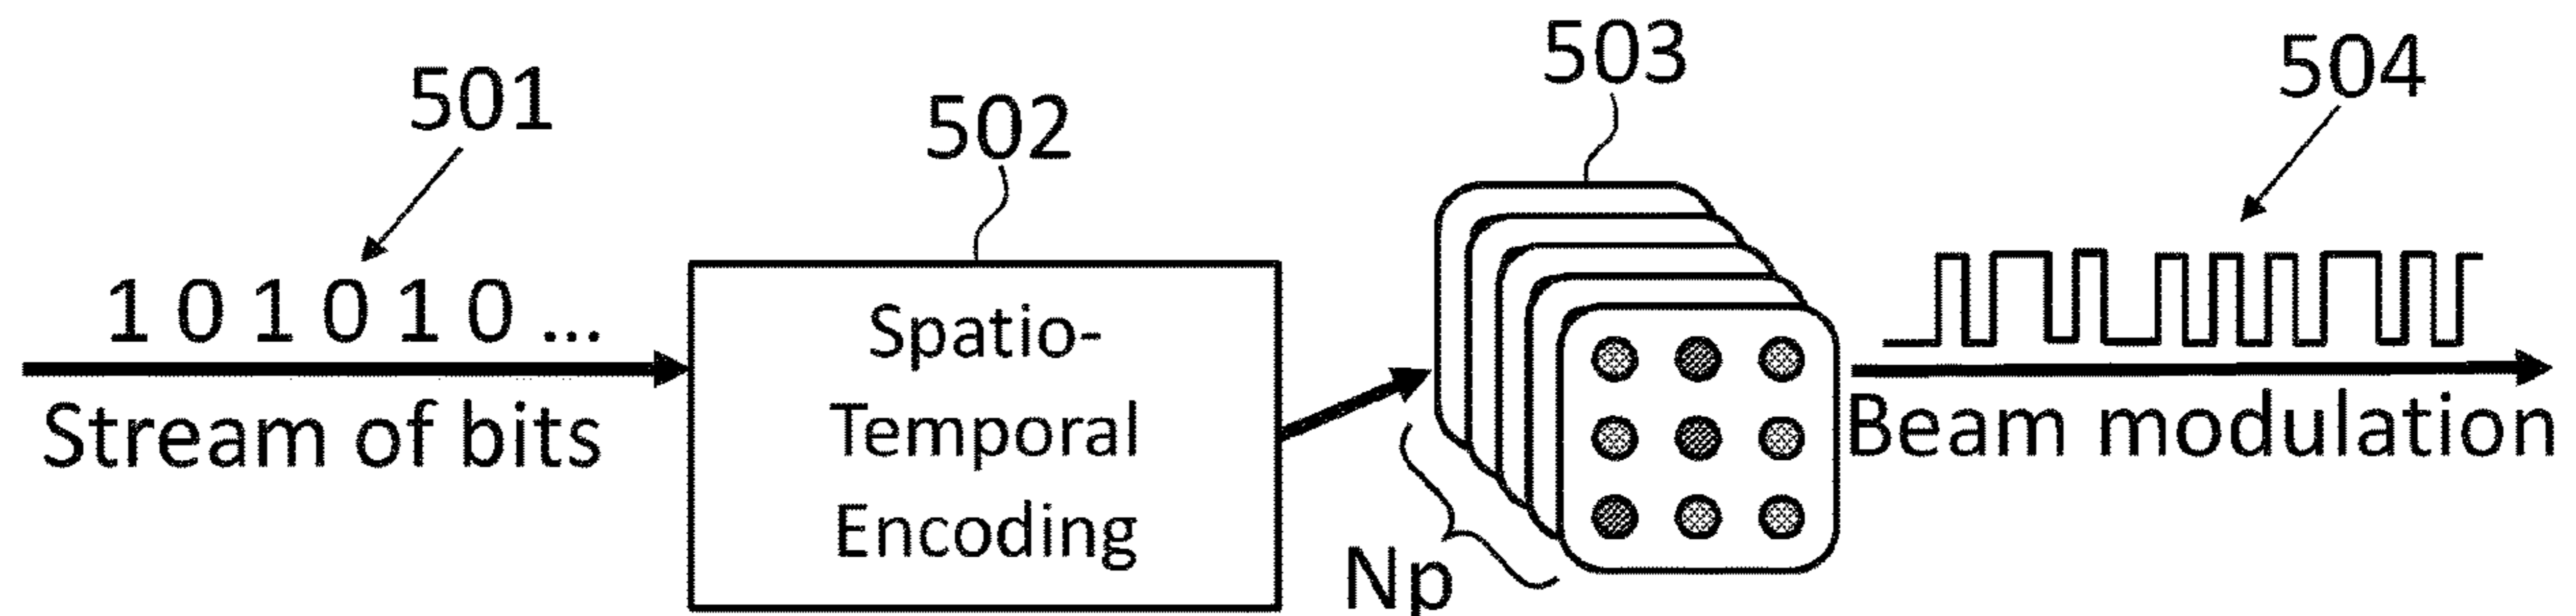 501
502
503
504
1 0 1 0 1 0 ...
Stream of bits
Spatio-
Temporal
Encoding
Np
Beam modulation